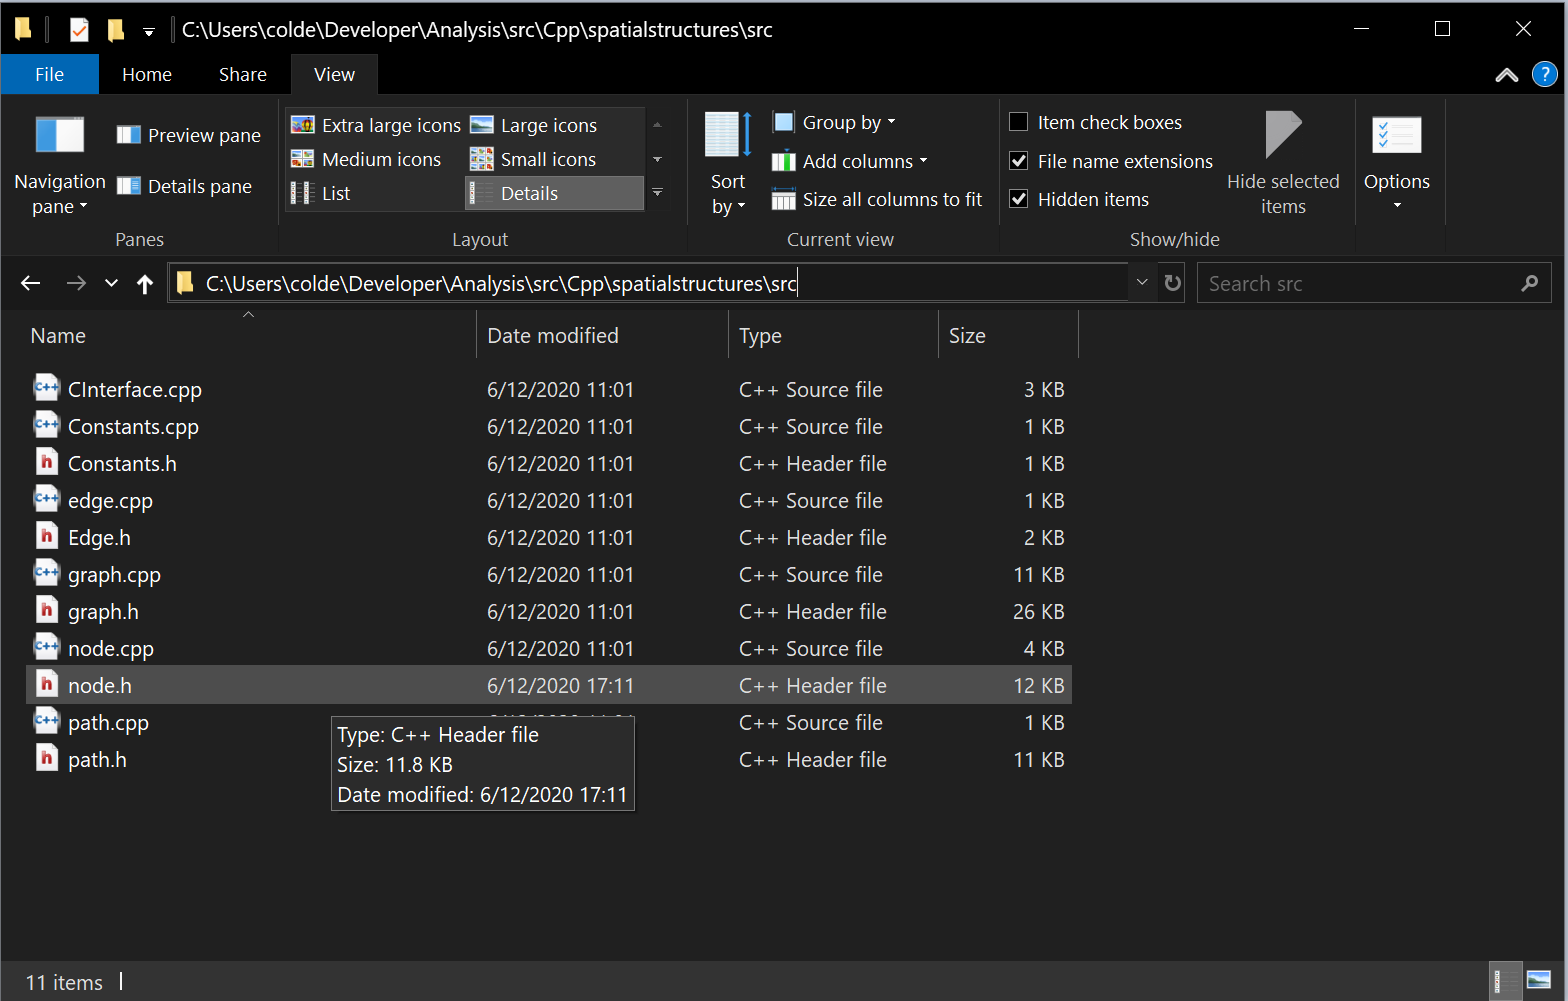 C:\Users\colde\Developer\Analysis\src\Cpp\spatialstructures\src
File Home Share View ?
Navigation pane
Preview pane
Details pane
Panes
Extra large icons Large icons
Medium icons Small icons
List Details
Layout
Sort by
Group by
Add columns
Size all columns to fit
Current view
Item check boxes
File name extensions
Hidden items
Hide selected items
Show/hide
Options
C:\Users\colde\Developer\Analysis\src\Cpp\spatialstructures\src Search src
Name Date modified Type Size
C++ CInterface.cpp 6/12/2020 11:01 C++ Source file 3 KB
C++ Constants.cpp 6/12/2020 11:01 C++ Source file 1 KB
h Constants.h 6/12/2020 11:01 C++ Header file 1 KB
C++ edge.cpp 6/12/2020 11:01 C++ Source file 1 KB
h Edge.h 6/12/2020 11:01 C++ Header file 2 KB
C++ graph.cpp 6/12/2020 11:01 C++ Source file 11 KB
h graph.h 6/12/2020 11:01 C++ Header file 26 KB
C++ node.cpp 6/12/2020 11:01 C++ Source file 4 KB
h node.h 6/12/2020 17:11 C++ Header file 12 KB
C++ path.cpp C++ Source file 1 KB
h path.h C++ Header file 11 KB
Type: C++ Header file
Size: 11.8 KB
Date modified: 6/12/2020 17:11
11 items